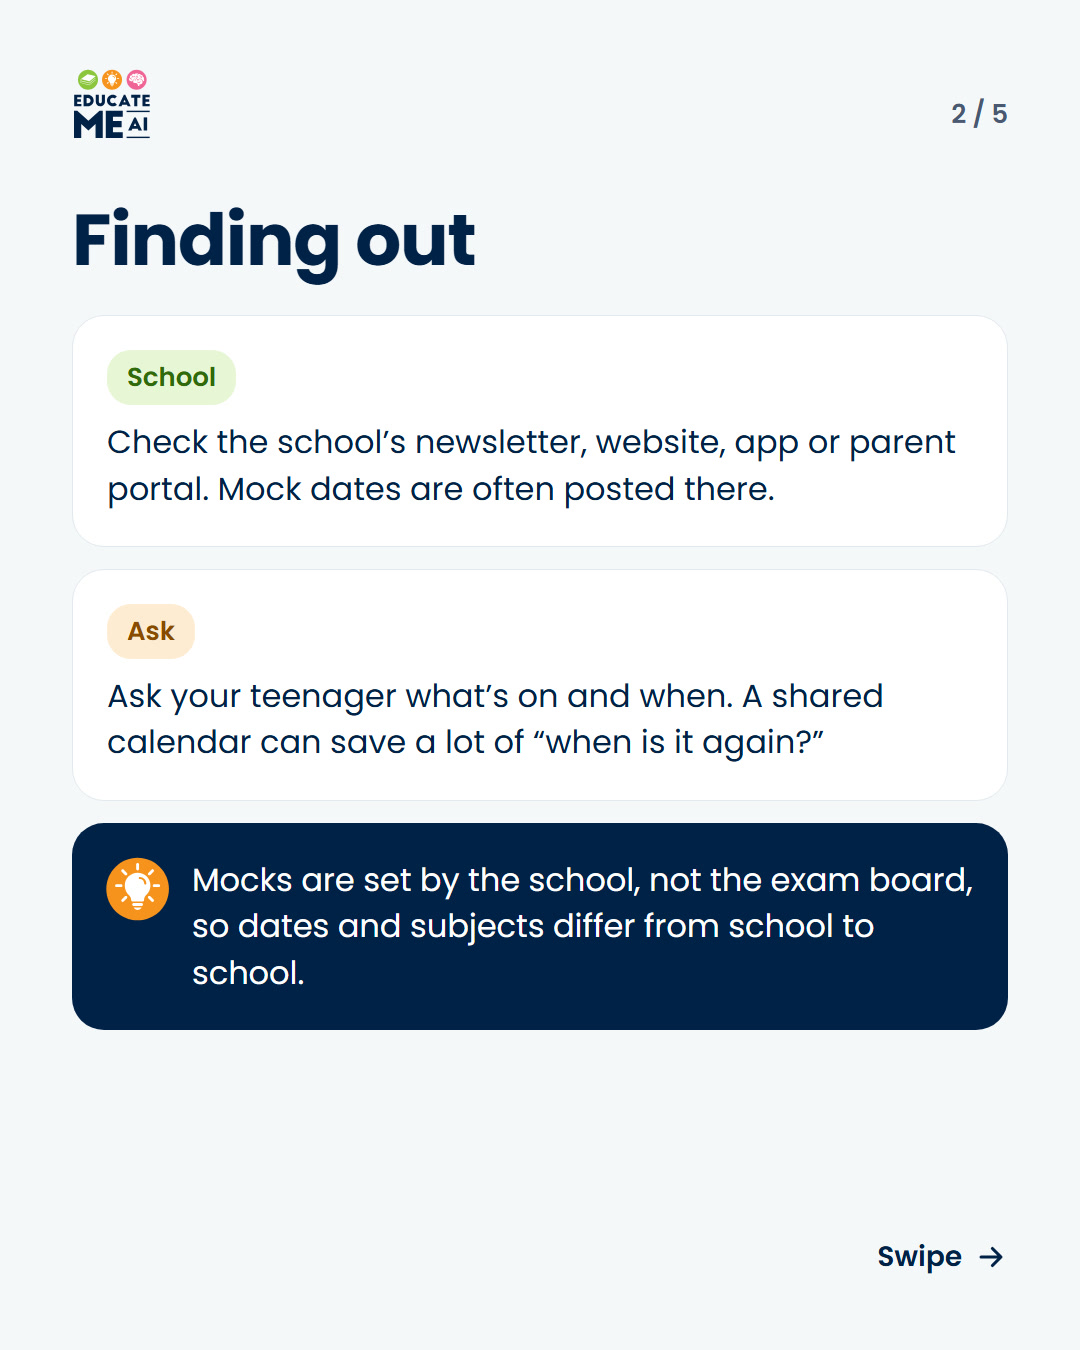 EDUCATE
ME AI
2 / 5
Finding out
School
Check the school’s newsletter, website, app or parent
portal. Mock dates are often posted there.
Ask
Ask your teenager what’s on and when. A shared
calendar can save a lot of “when is it again?”
Mocks are set by the school, not the exam board,
so dates and subjects differ from school to
school.
Swipe →